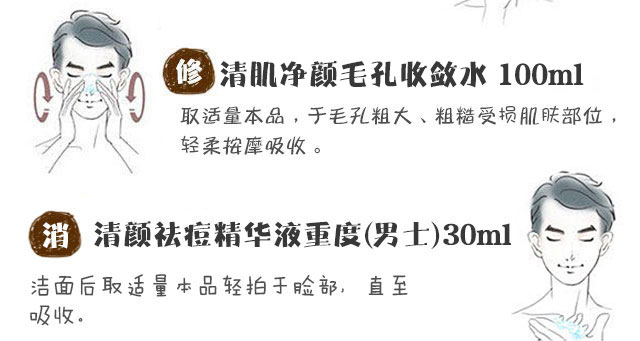 修 清肌净颜毛孔收敛水 100ml
取适量本品，于毛孔粗大、粗糙受损肌肤部位，
轻柔按摩吸收。
消 清颜祛痘精华液重度(男士)30ml
洁面后取适量本品轻拍于脸部，直至
吸收。